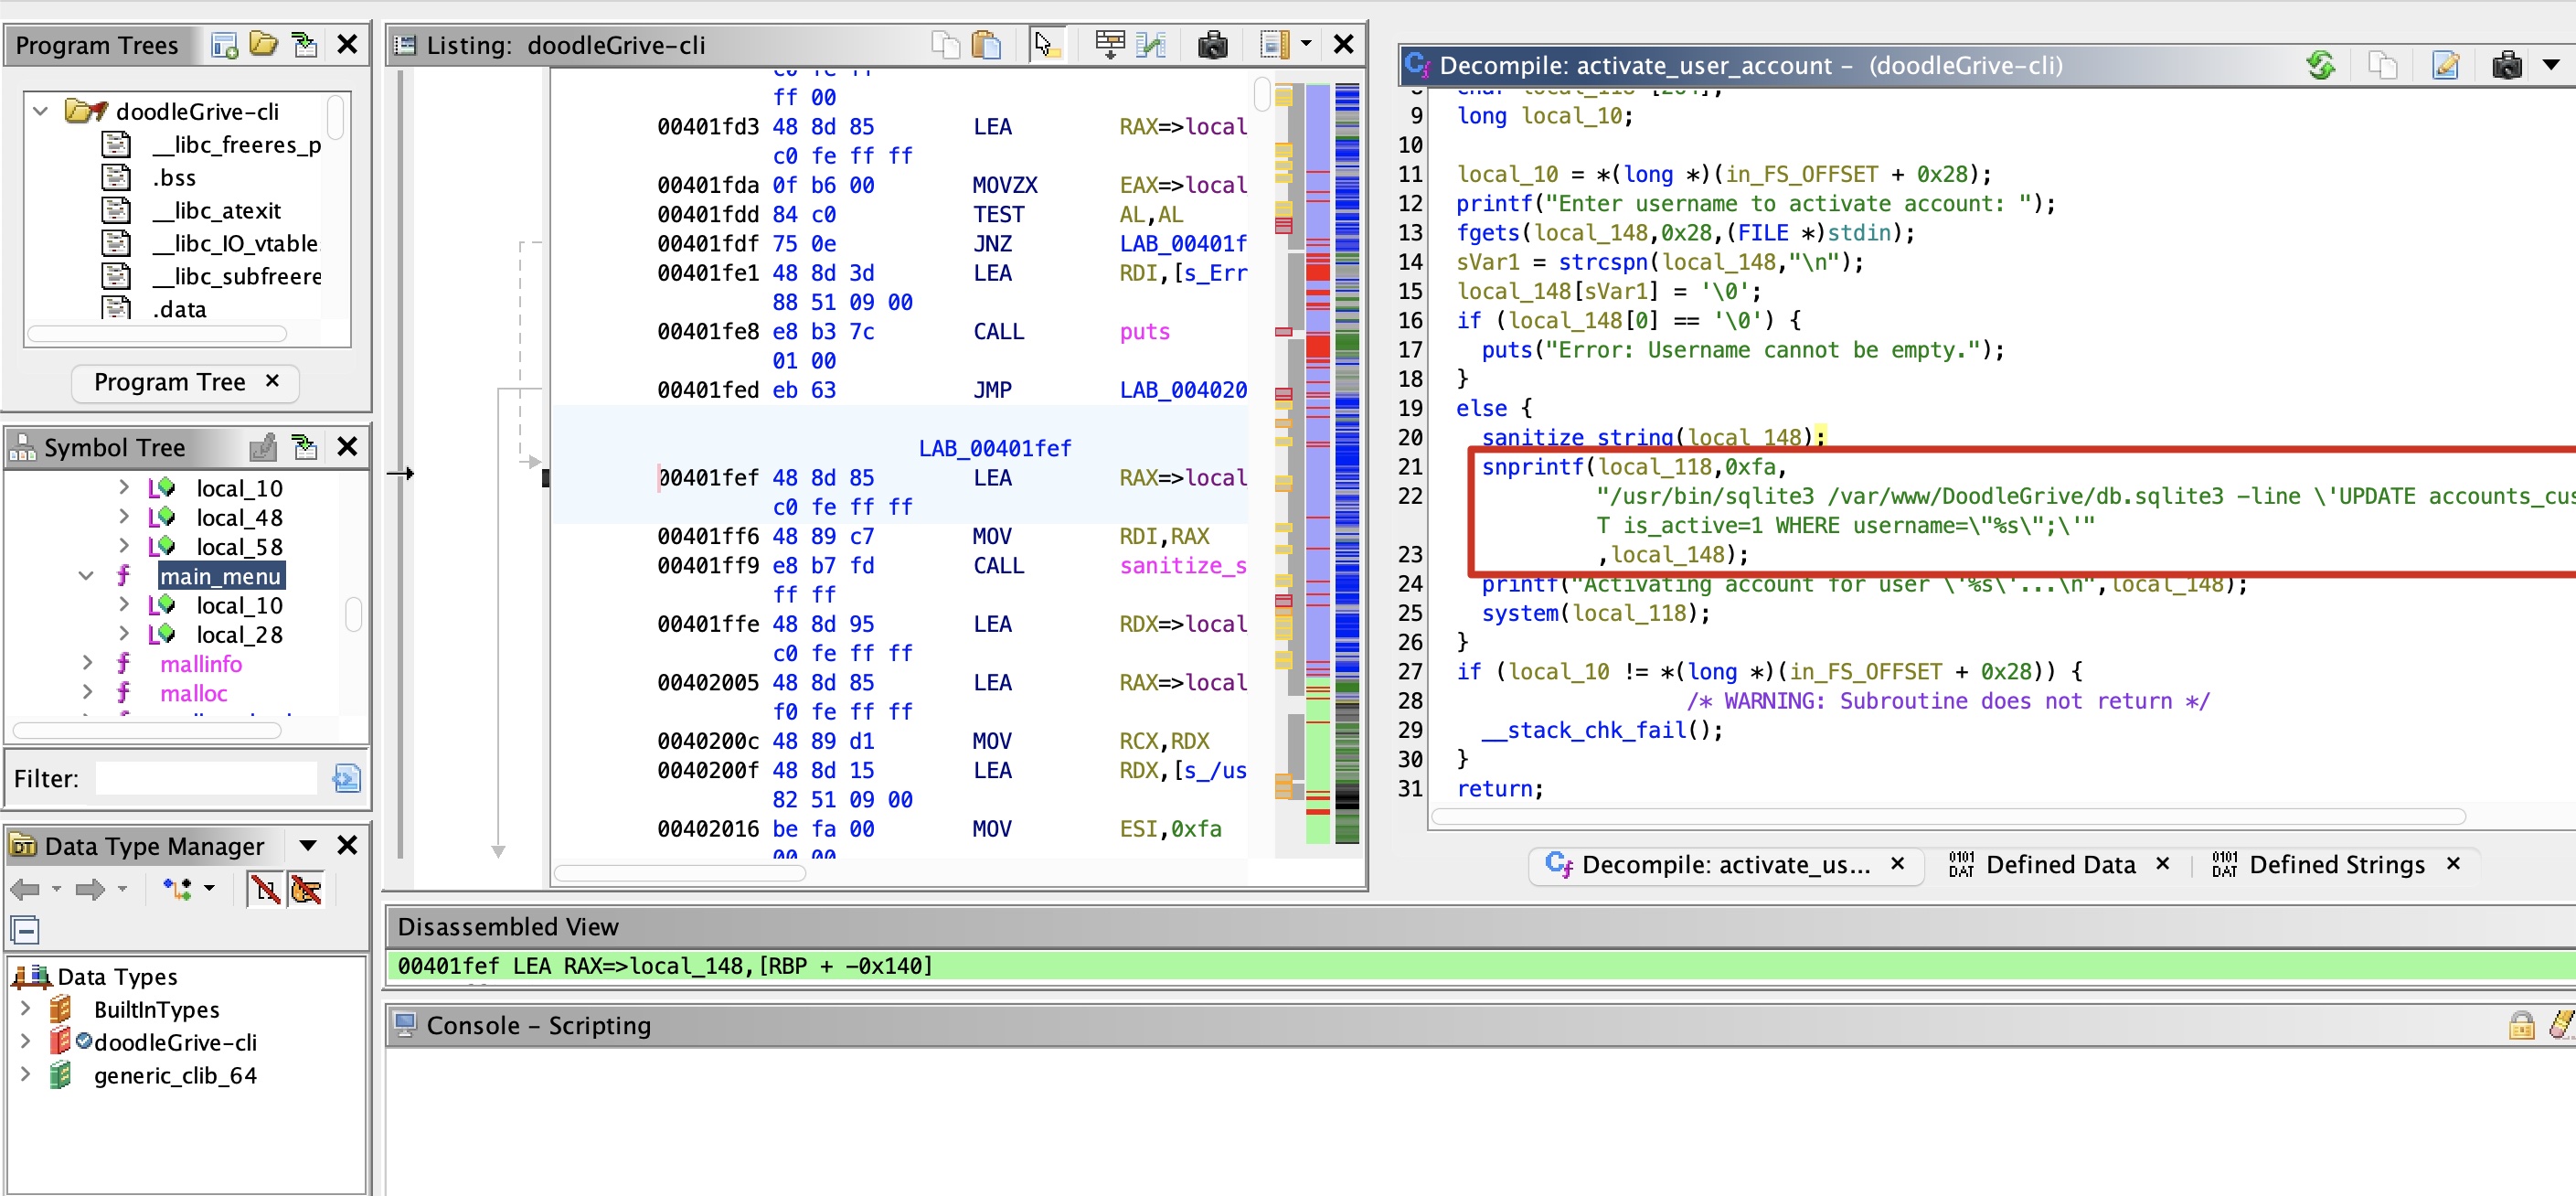 Program Trees
doodleGrive-cli
__libc_freeres_p
.bss
__libc_atexit
__libc_IO_vtable
__libc_subfreere
.data
Program Tree
Symbol Tree
local_10
local_48
local_58
main_menu
local_10
local_28
mallinfo
malloc
Filter:
Data Type Manager
Data Types
BuiltInTypes
doodleGrive-cli
generic_clib_64
Listing: doodleGrive-cli
c0 fe ff
ff 00
00401fd3 48 8d 85 LEA RAX=>local
c0 fe ff ff
00401fda 0f b6 00 MOVZX EAX=>local
00401fdd 84 c0 TEST AL,AL
00401fdf 75 0e JNZ LAB_00401f
00401fe1 48 8d 3d LEA RDI,[s_Err
88 51 09 00
00401fe8 e8 b3 7c CALL puts
01 00
00401fed eb 63 JMP LAB_004020
LAB_00401fef
00401fef 48 8d 85 LEA RAX=>local
c0 fe ff ff
00401ff6 48 89 c7 MOV RDI,RAX
00401ff9 e8 b7 fd CALL sanitize_s
ff ff
00401ffe 48 8d 95 LEA RDX=>local
c0 fe ff ff
00402005 48 8d 85 LEA RAX=>local
f0 fe ff ff
0040200c 48 89 d1 MOV RCX,RDX
0040200f 48 8d 15 LEA RDX,[s_/us
82 51 09 00
00402016 be fa 00 MOV ESI,0xfa
00 00
Decompile: activate_user_account – (doodleGrive-cli)
9 long local_10;
10
11 local_10 = *(long *)(in_FS_OFFSET + 0x28);
12 printf("Enter username to activate account: ");
13 fgets(local_148,0x28,(FILE *)stdin);
14 sVar1 = strcspn(local_148,"\n");
15 local_148[sVar1] = '\0';
16 if (local_148[0] == '\0') {
17 puts("Error: Username cannot be empty.");
18 }
19 else {
20 sanitize_string(local_148);
21 snprintf(local_118,0xfa,
22 "/usr/bin/sqlite3 /var/www/DoodleGrive/db.sqlite3 -line \'UPDATE accounts_cus
T is_active=1 WHERE username=\"%s\";\'"
23 ,local_148);
24 printf("Activating account for user \'%s\'...\n",local_148);
25 system(local_118);
26 }
27 if (local_10 != *(long *)(in_FS_OFFSET + 0x28)) {
28 /* WARNING: Subroutine does not return */
29 __stack_chk_fail();
30 }
31 return;
Decompile: activate_us...
Defined Data
Defined Strings
Disassembled View
00401fef LEA RAX=>local_148,[RBP + -0x140]
Console – Scripting